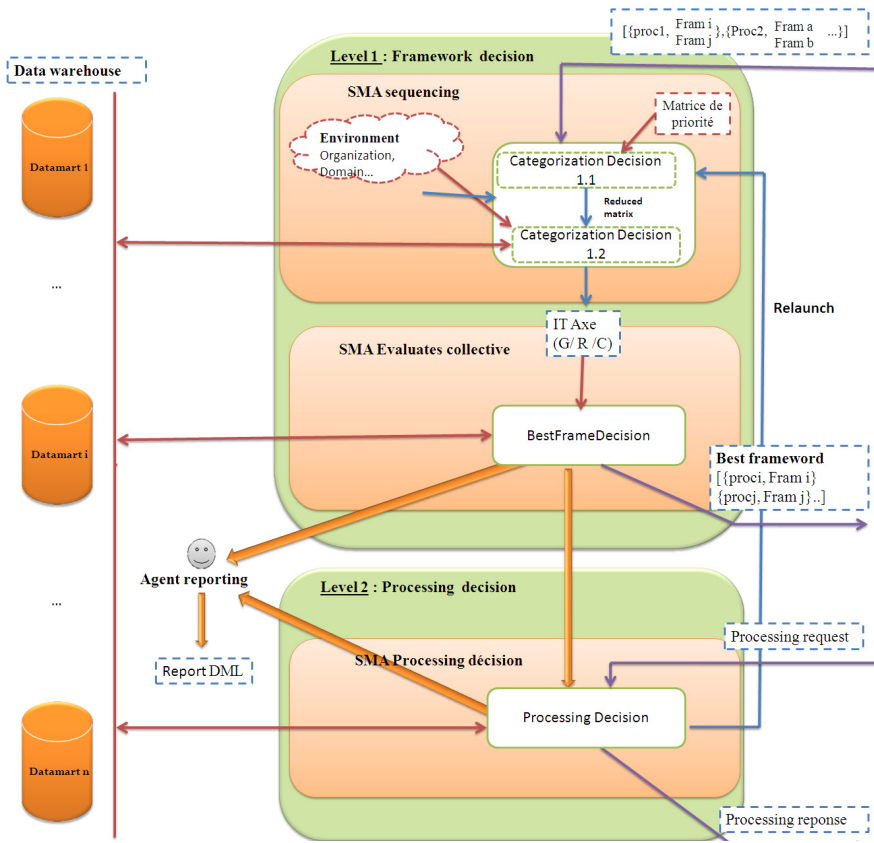 [{proc1, Fram i
Fram j },{Proc2, Fram a
Fram b ...}]
Level 1 : Framework decision
Data warehouse
SMA sequencing
Matrice de
priorité
Environment
Organization,
Domain...
Categorization Decision
1.1
Datamart 1
Reduced
matrix
Categorization Decision
1.2
...
Relaunch
IT Axe
(G/ R /C)
SMA Evaluates collective
BestFrameDecision
Datamart i
Best frameword
[{proci, Fram i}
{procj, Fram j}..]
Agent reporting
Level 2 : Processing decision
...
Processing request
SMA Processing décision
Report DML
Processing Decision
Datamart n
Processing reponse